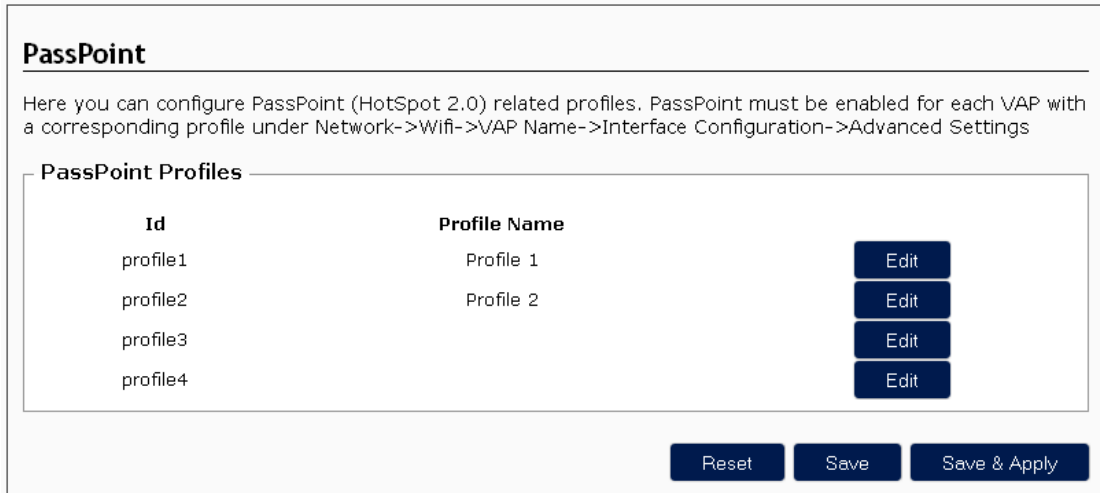 PassPoint
Here you can configure PassPoint (HotSpot 2.0) related profiles. PassPoint must be enabled for each VAP with
a corresponding profile under Network->Wifi->VAP Name->Interface Configuration->Advanced Settings
PassPoint Profiles
Id Profile Name
profile1 Profile 1 Edit
profile2 Profile 2 Edit
profile3 Edit
profile4 Edit
Reset Save Save & Apply